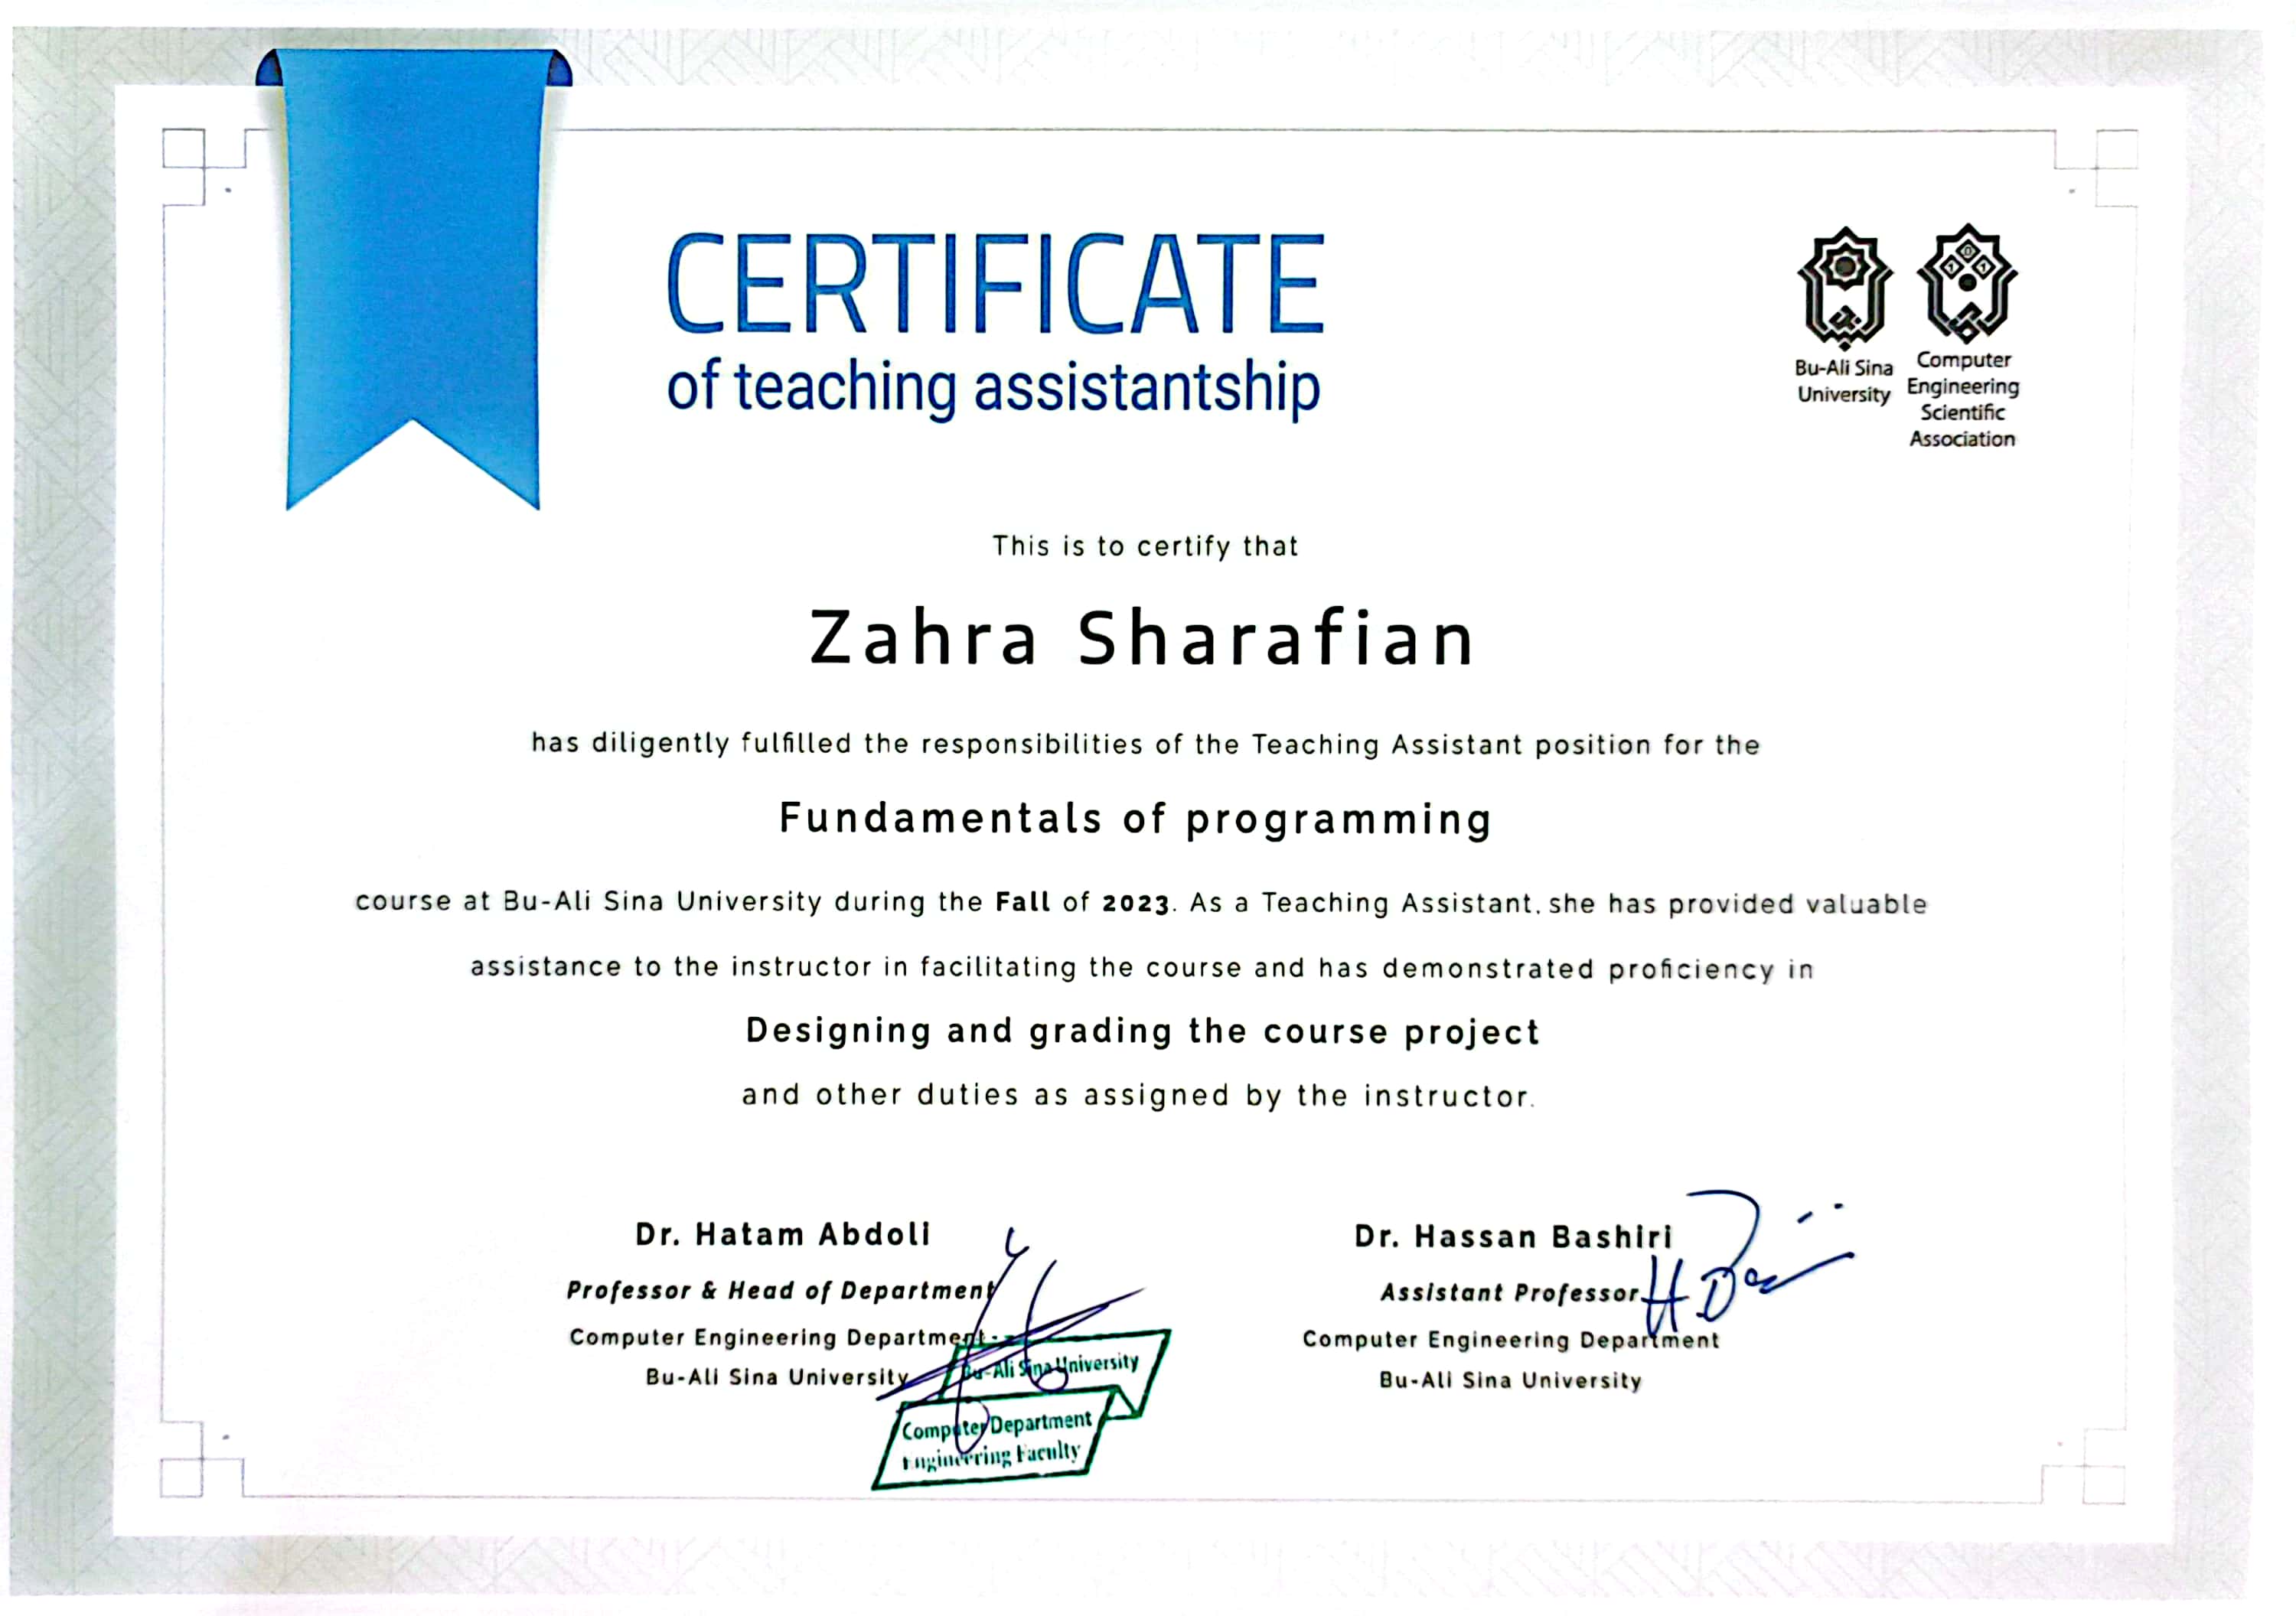 CERTIFICATE
of teaching assistantship
Bu-Ali Sina
University
Computer
Engineering
Scientific
Association
This is to certify that
Zahra Sharafian
has diligently fulfilled the responsibilities of the Teaching Assistant position for the
Fundamentals of programming
course at Bu-Ali Sina University during the Fall of 2023. As a Teaching Assistant, she has provided valuable
assistance to the instructor in facilitating the course and has demonstrated proficiency in
Designing and grading the course project
and other duties as assigned by the instructor.
Dr. Hatam Abdoli
Professor & Head of Department
Computer Engineering Department
Bu-Ali Sina University
Dr. Hassan Bashiri
Assistant Professor
Computer Engineering Department
Bu-Ali Sina University
Bu-Ali Sina University
Computer Department
Engineering Faculty